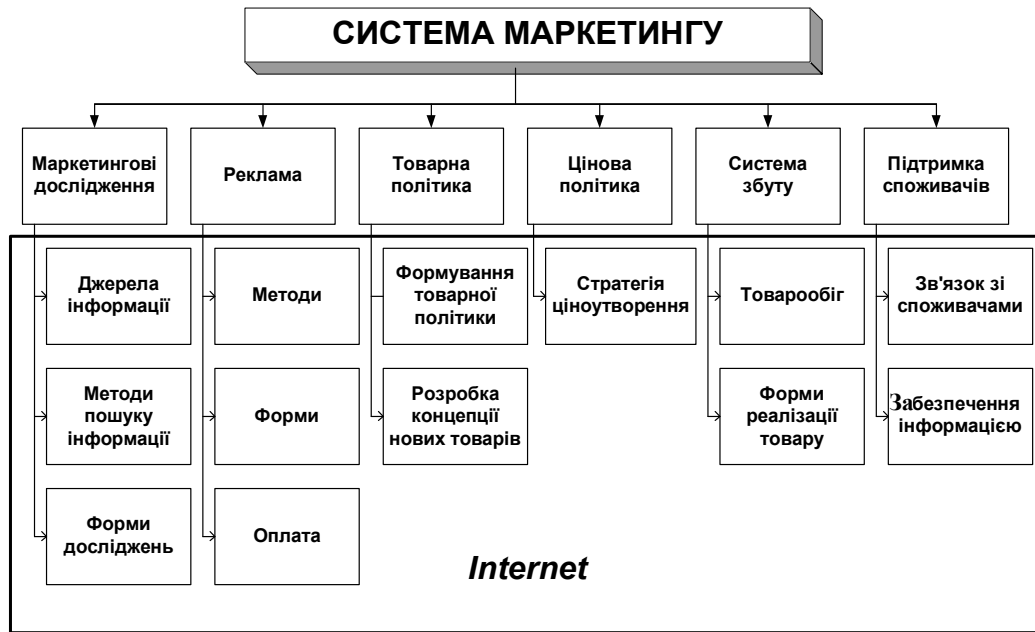 СИСТЕМА МАРКЕТИНГУ
Маркетингові
дослідження
Реклама
Товарна
політика
Цінова
політика
Система
збуту
Підтримка
споживачів
Джерела
інформації
Методи
Формування
товарної
політики
Стратегія
ціноутворення
Товарообіг
Зв'язок зі
споживачами
Методи
пошуку
інформації
Форми
Розробка
концепції
нових товарів
Форми
реалізації
товару
Забезпечення
інформацією
Форми
досліджень
Оплата
Internet